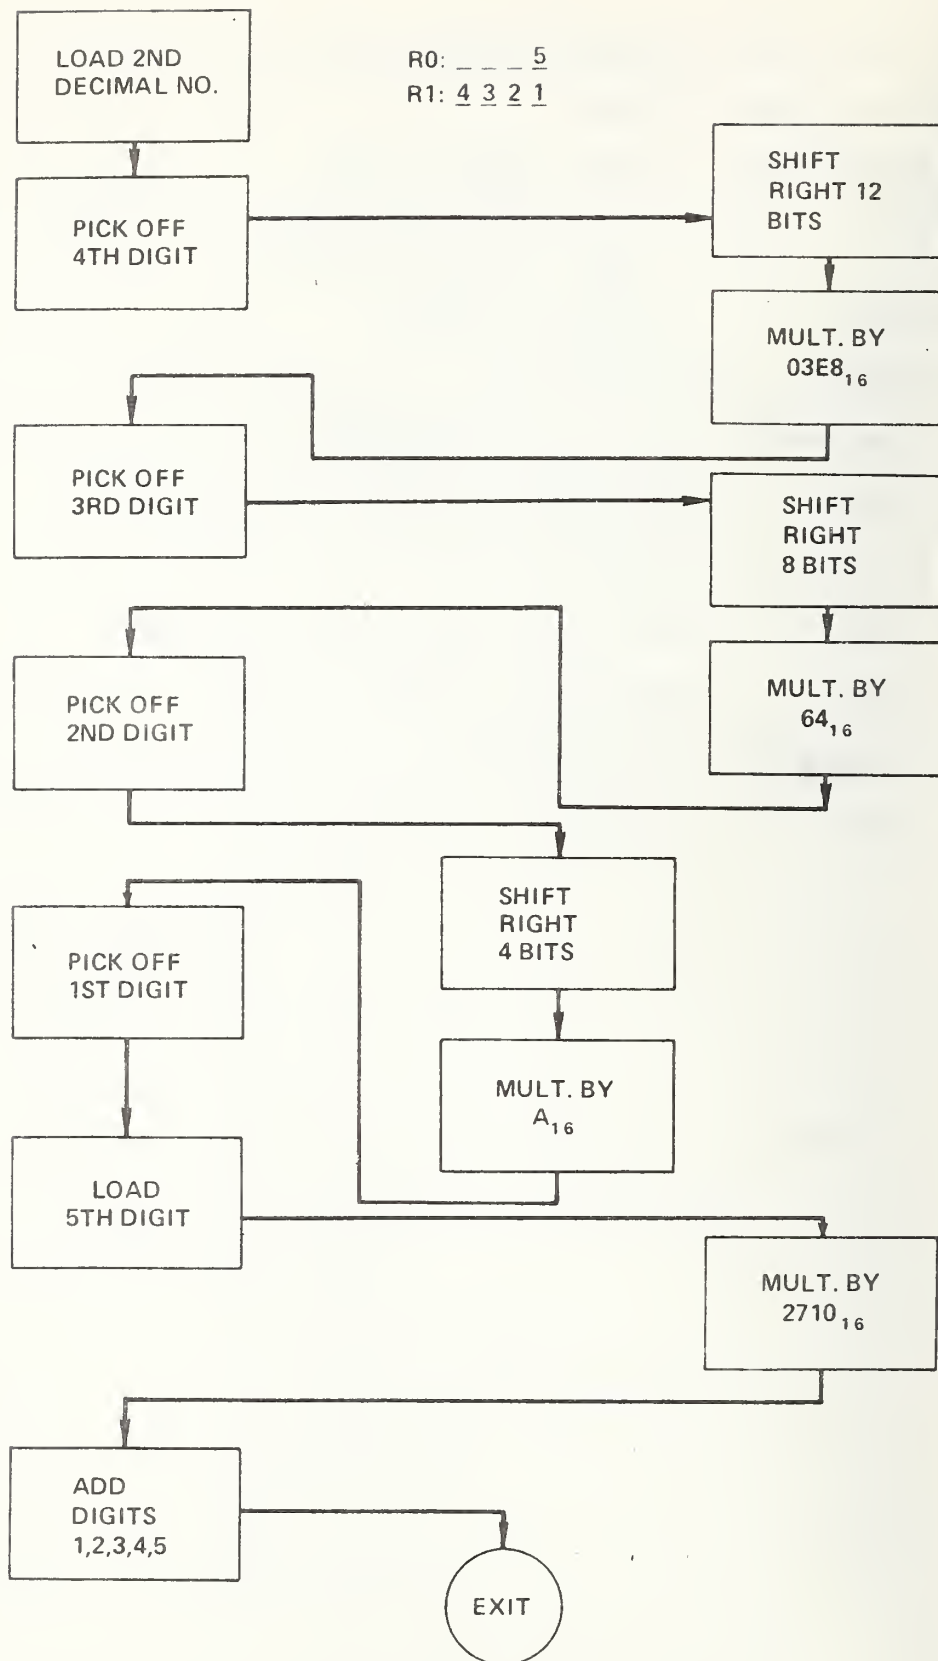 LOAD 2ND
DECIMAL NO.
R0: _ _ _ 5
R1: 4 3 2 1
PICK OFF
4TH DIGIT
SHIFT
RIGHT 12
BITS
MULT. BY
03E8₁₆
PICK OFF
3RD DIGIT
SHIFT
RIGHT
8 BITS
MULT. BY
64₁₆
PICK OFF
2ND DIGIT
SHIFT
RIGHT
4 BITS
MULT. BY
A₁₆
PICK OFF
1ST DIGIT
LOAD
5TH DIGIT
MULT. BY
2710₁₆
ADD
DIGITS
1,2,3,4,5
EXIT